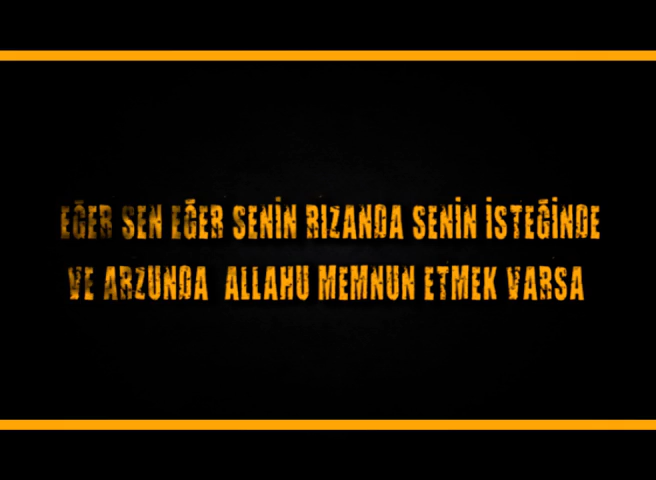 EĞER SEN EĞER SENİN RIZANDA SENİN İSTEĞİNDE
VE ARZUNDA ALLAHU MEMNUN ETMEK VARSA